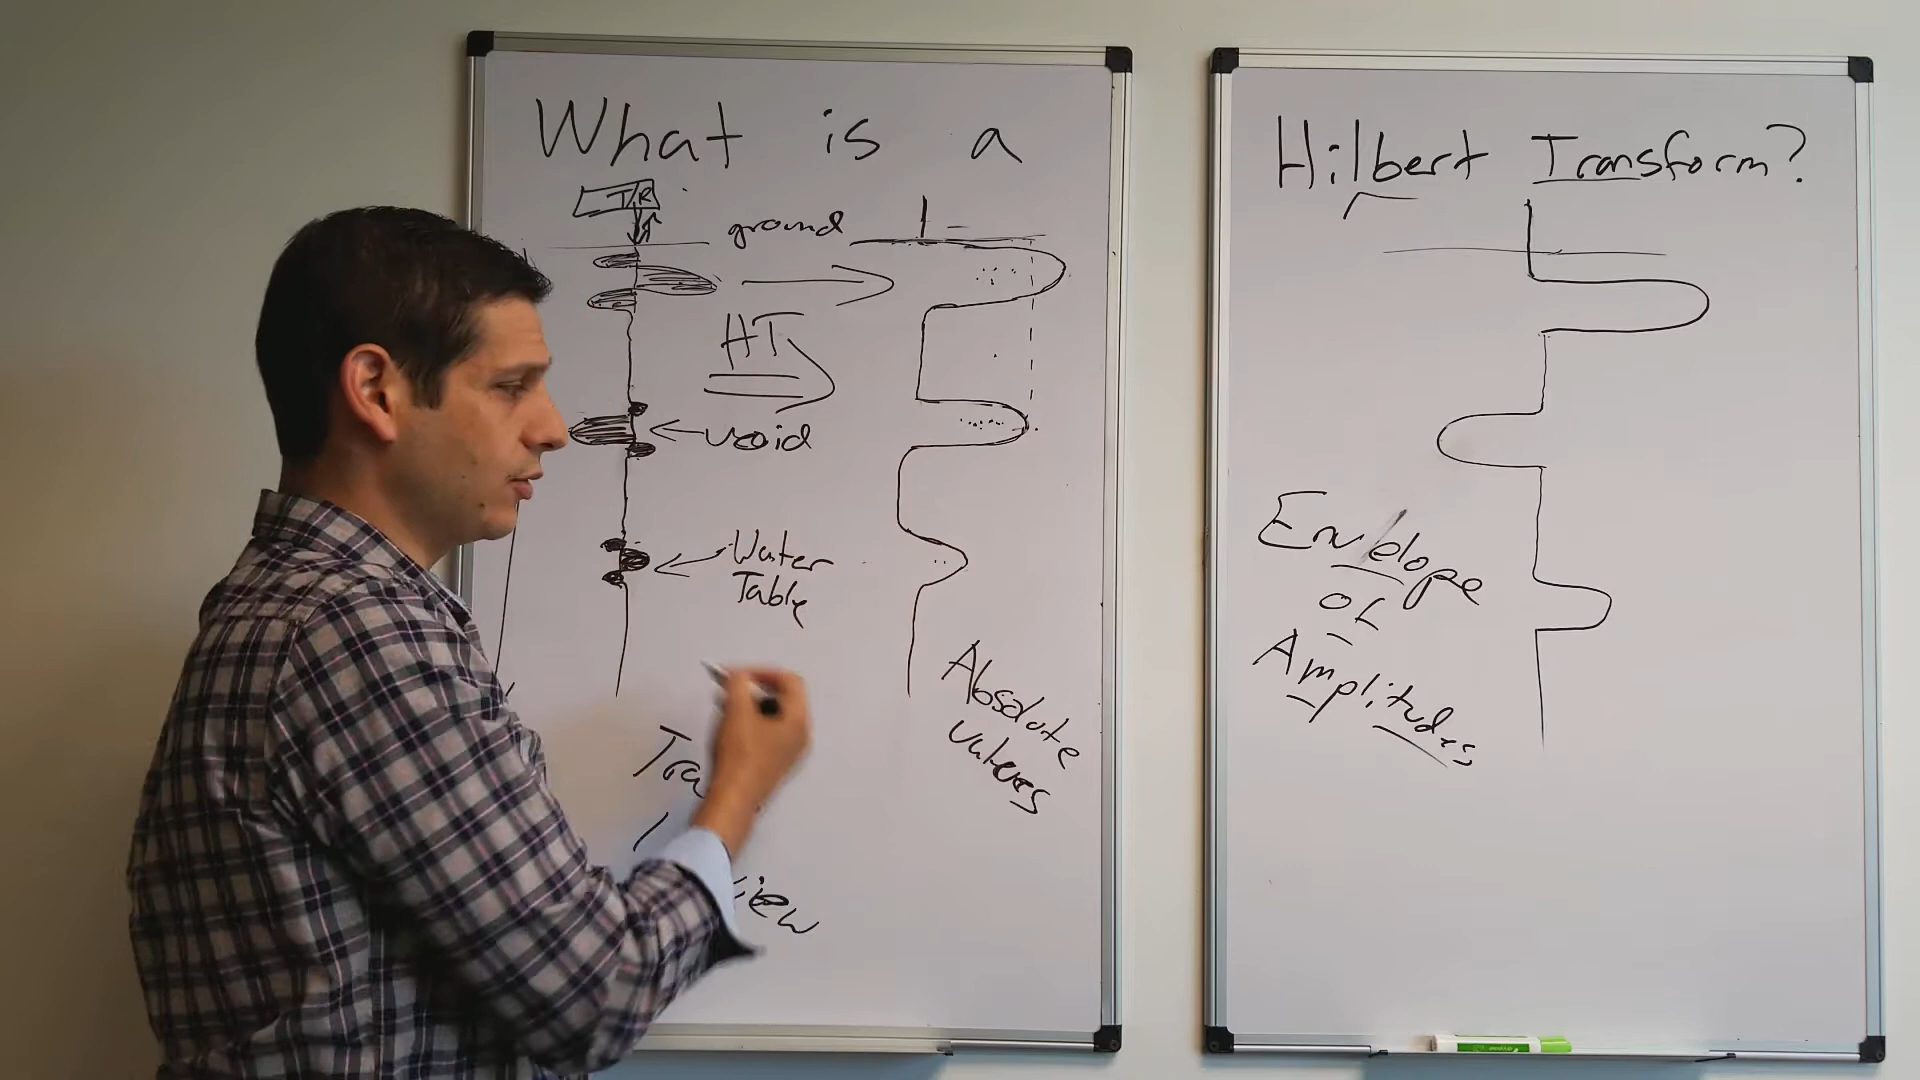 What is a
T/R
ground
HT
void
Water
Table
Absolute
values
Hilbert Transform?
Envelope
of
Amplitudes